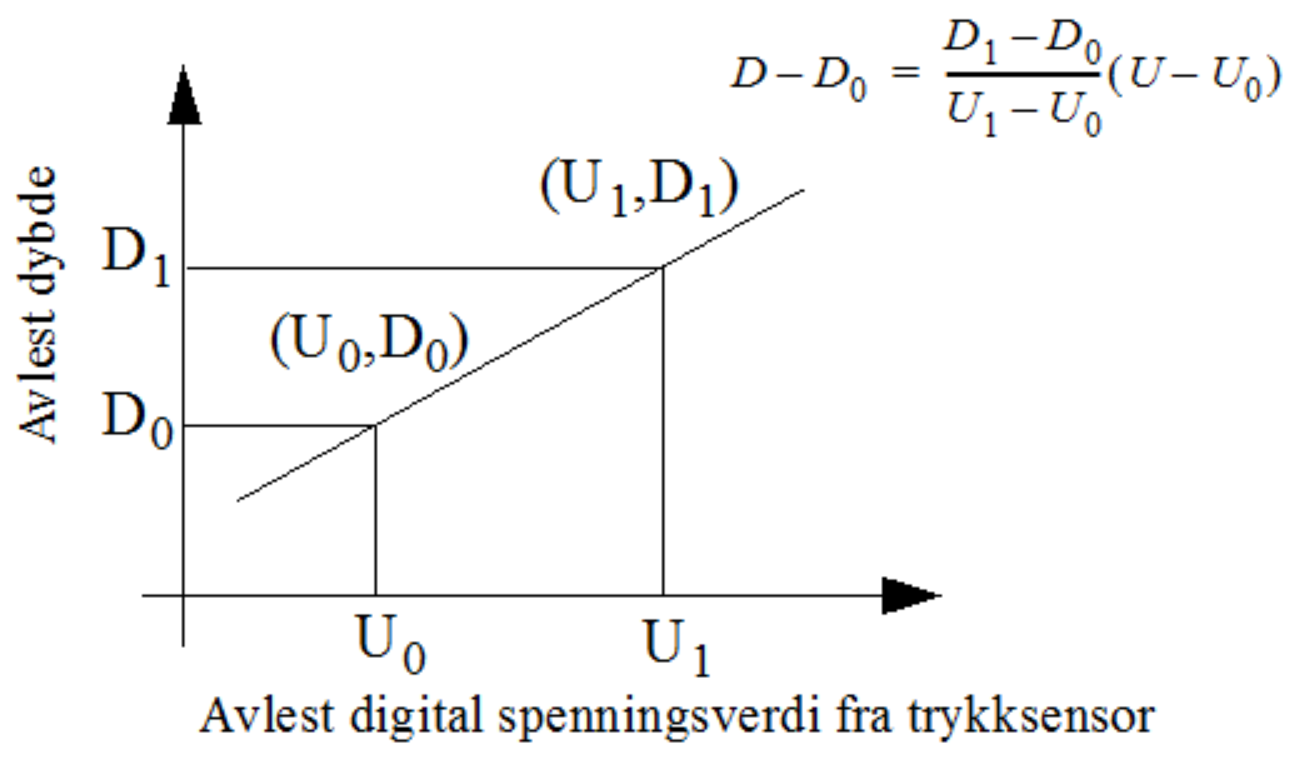 D – D₀ = D₁ – D₀ / U₁ – U₀ (U – U₀)
(U₁,D₁)
D₁
(U₀,D₀)
D₀
Avlest dybde
U₀
U₁
Avlest digital spenningsverdi fra trykksensor